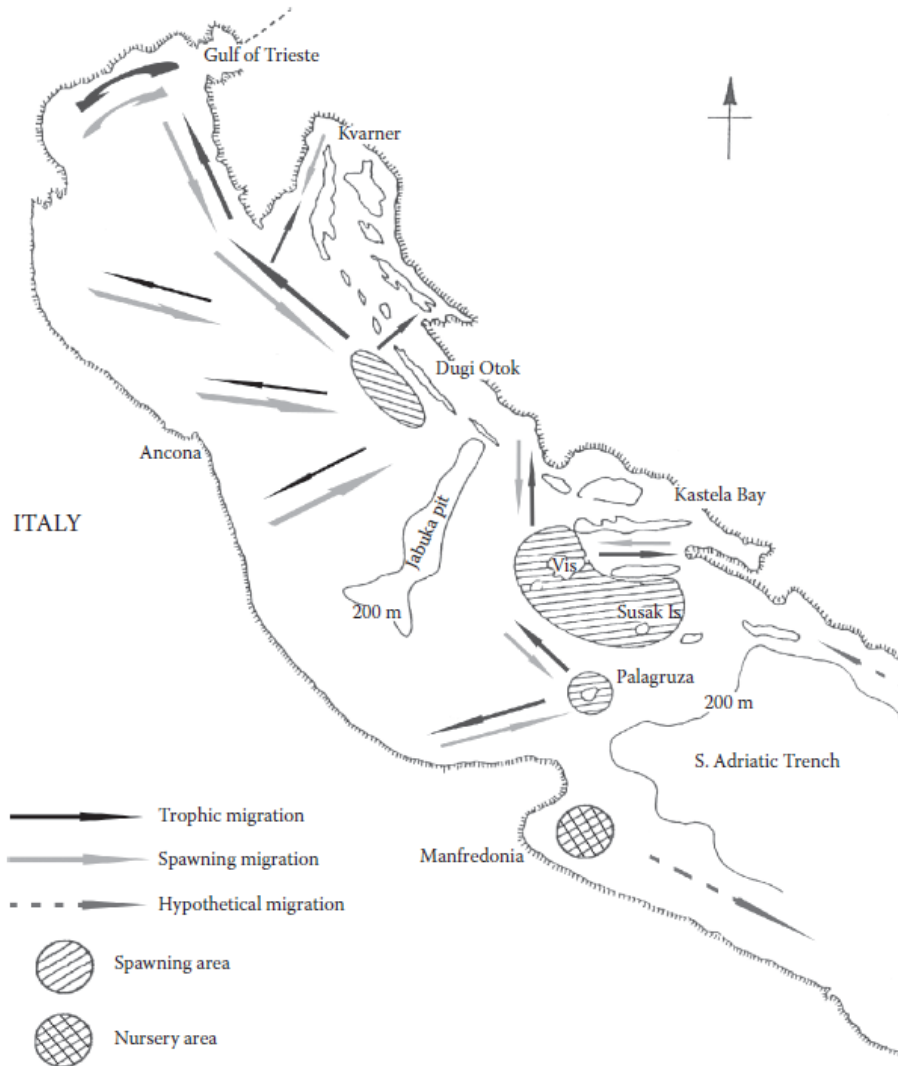 Gulf of Trieste
Kvarner
Dugi Otok
Ancona
Kastela Bay
ITALY
Jabuka pit
Vis
200 m
Susak Is
Palagruza
200 m
S. Adriatic Trench
Trophic migration
Manfredonia
Spawning migration
Hypothetical migration
Spawning area
Nursery area